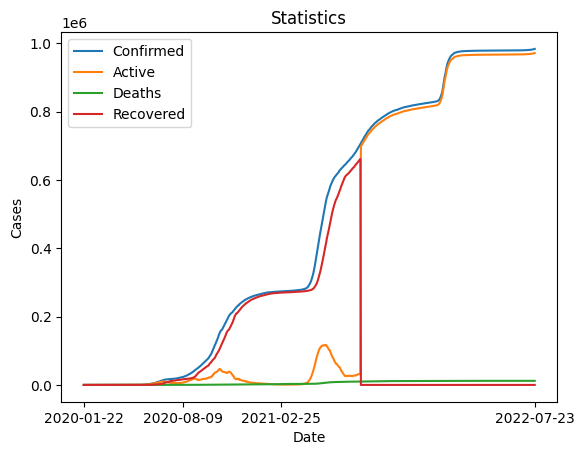 Statistics
1e6
Confirmed
Active
Deaths
Recovered
Cases
1.0
0.8
0.6
0.4
0.2
0.0
2020-01-22 2020-08-09 2021-02-25 2022-07-23
Date